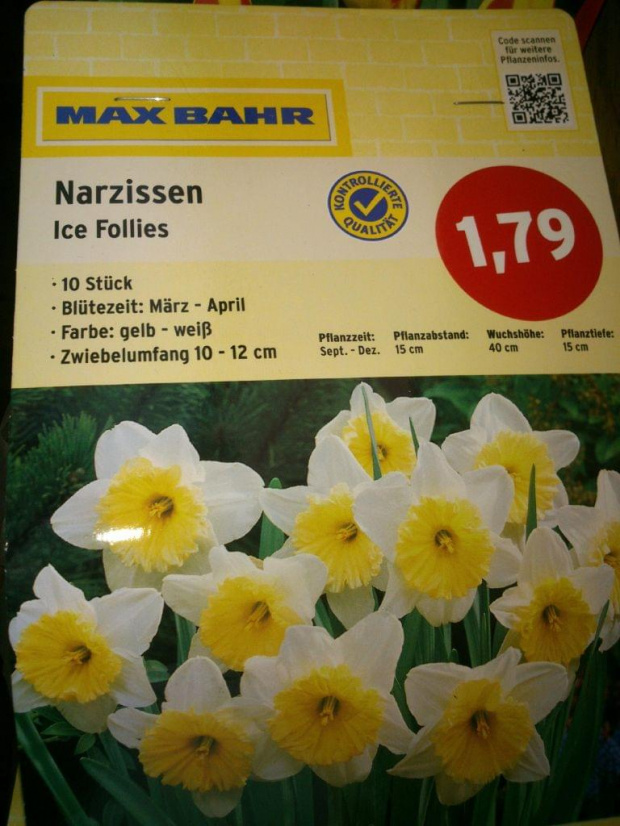 Code scannen
für weitere
Pflanzeninfos.
MAX BAHR
Narzissen
Ice Follies
KONTROLLIERTE
QUALITÄT
1,79
· 10 Stück
· Blütezeit: März - April
· Farbe: gelb - weiß
· Zwiebelumfang 10 - 12 cm
Pflanzzeit: Pflanzabstand: Wuchshöhe: Pflanztiefe:
Sept. - Dez. 15 cm 40 cm 15 cm